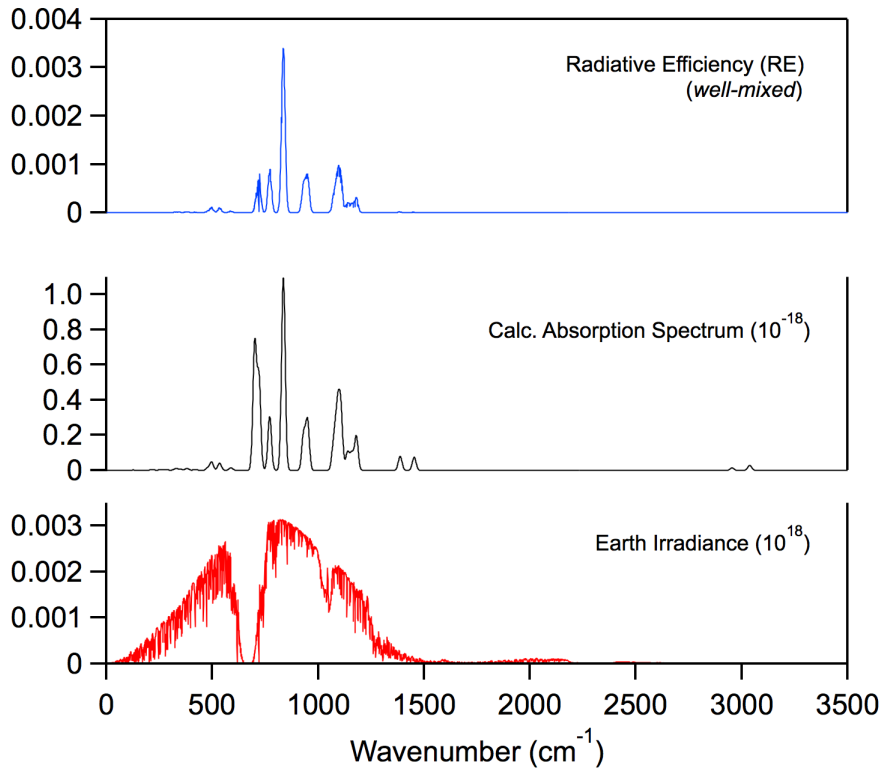 0.004
0.003
0.002
0.001
0
Radiative Efficiency (RE)
(well-mixed)
1.0
0.8
0.6
0.4
0.2
0
Calc. Absorption Spectrum (10⁻¹⁸)
0.003
0.002
0.001
0
Earth Irradiance (10¹⁸)
0 500 1000 1500 2000 2500 3000 3500
Wavenumber (cm⁻¹)